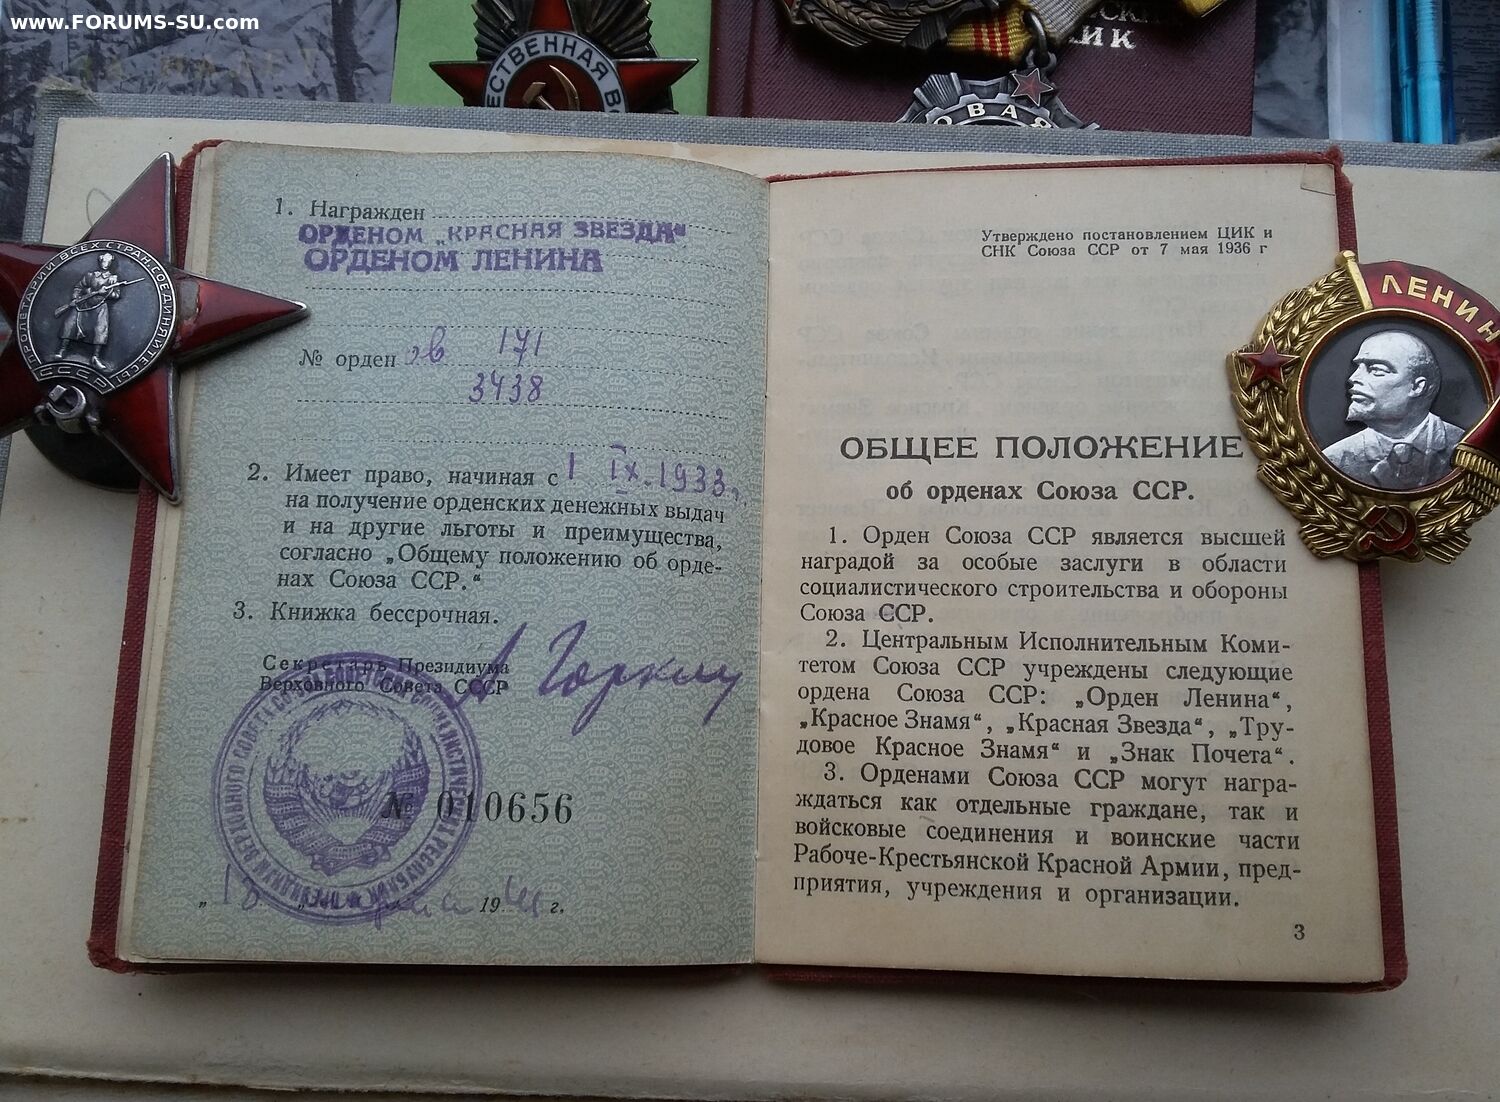 www.FORUMS-SU.com
ЕСТВЕННАЯ
ИК
ОВАЯ
ПРОЛЕТАРИИ ВСЕХ СТРАН, СОЕДИНЯЙТЕСЬ!
СССР
1. Награжден
ОРДЕНОМ „КРАСНАЯ ЗВЕЗДА“
ОРДЕНОМ ЛЕНИНА
№ орден ов 171
3438
2. Имеет право, начиная с 1 IX. 1933 г.
на получение орденских денежных выдач
и на другие льготы и преимущества,
согласно „Общему положению об орде-
нах Союза ССР.“
3. Книжка бессрочная.
Секретарь Президиума
Верховного Совета СССР
А Горкин
№ 010656
19 г.
Утверждено постановлением ЦИК и
СНК Союза ССР от 7 мая 1936 г
ОБЩЕЕ ПОЛОЖЕНИЕ
об орденах Союза ССР.
1. Орден Союза ССР является высшей
наградой за особые заслуги в области
социалистического строительства и обороны
Союза ССР.
2. Центральным Исполнительным Коми-
тетом Союза ССР учреждены следующие
ордена Союза ССР: „Орден Ленина“,
„Красное Знамя“, „Красная Звезда“, „Тру-
довое Красное Знамя“ и „Знак Почета“.
3. Орденами Союза ССР могут награ-
ждаться как отдельные граждане, так и
войсковые соединения и воинские части
Рабоче-Крестьянской Красной Армии, пред-
приятия, учреждения и организации.
3
ЛЕНИН